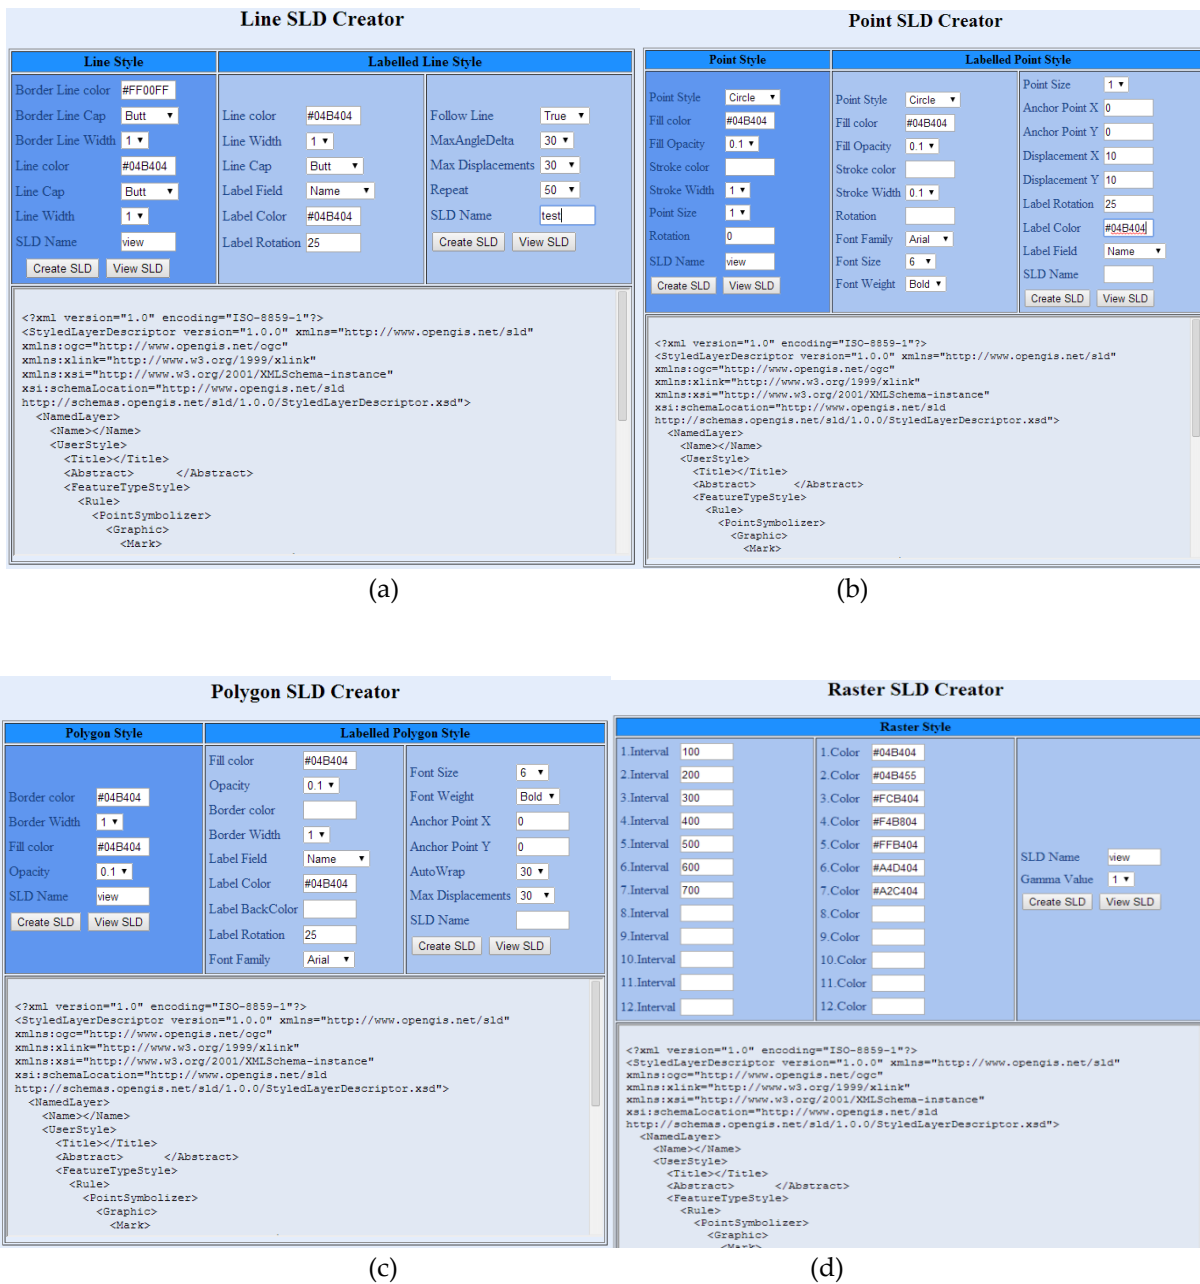 Line SLD Creator
Line Style
Labelled Line Style
Border Line color #FF00FF
Border Line Cap Butt
Border Line Width 1
Line color #04B404
Line Cap Butt
Line Width 1
SLD Name view
Create SLD View SLD
Line color #04B404
Line Width 1
Line Cap Butt
Label Field Name
Label Color #04B404
Label Rotation 25
Follow Line True
MaxAngleDelta 30
Max Displacements 30
Repeat 50
SLD Name test
Create SLD View SLD
<?xml version="1.0" encoding="ISO-8859-1"?>
<StyledLayerDescriptor version="1.0.0" xmlns="http://www.opengis.net/sld"
xmlns:ogc="http://www.opengis.net/ogc"
xmlns:xlink="http://www.w3.org/1999/xlink"
xmlns:xsi="http://www.w3.org/2001/XMLSchema-instance"
xsi:schemaLocation="http://www.opengis.net/sld
http://schemas.opengis.net/sld/1.0.0/StyledLayerDescriptor.xsd">
<NamedLayer>
<Name></Name>
<UserStyle>
<Title></Title>
<Abstract> </Abstract>
<FeatureTypeStyle>
<Rule>
<PointSymbolizer>
<Graphic>
<Mark>
(a)
Point SLD Creator
Point Style
Labelled Point Style
Point Style Circle
Fill color #04B404
Fill Opacity 0.1
Stroke color
Stroke Width 1
Point Size 1
Rotation 0
SLD Name view
Create SLD View SLD
Point Style Circle
Fill color #04B404
Fill Opacity 0.1
Stroke color
Stroke Width 0.1
Rotation
Font Family Arial
Font Size 6
Font Weight Bold
Point Size 1
Anchor Point X 0
Anchor Point Y 0
Displacement X 10
Displacement Y 10
Label Rotation 25
Label Color #04B404
Label Field Name
SLD Name
Create SLD View SLD
<?xml version="1.0" encoding="ISO-8859-1"?>
<StyledLayerDescriptor version="1.0.0" xmlns="http://www.opengis.net/sld"
xmlns:ogc="http://www.opengis.net/ogc"
xmlns:xlink="http://www.w3.org/1999/xlink"
xmlns:xsi="http://www.w3.org/2001/XMLSchema-instance"
xsi:schemaLocation="http://www.opengis.net/sld
http://schemas.opengis.net/sld/1.0.0/StyledLayerDescriptor.xsd">
<NamedLayer>
<Name></Name>
<UserStyle>
<Title></Title>
<Abstract> </Abstract>
<FeatureTypeStyle>
<Rule>
<PointSymbolizer>
<Graphic>
<Mark>
(b)
Polygon SLD Creator
Polygon Style
Labelled Polygon Style
Border color #04B404
Border Width 1
Fill color #04B404
Opacity 0.1
SLD Name view
Create SLD View SLD
Fill color #04B404
Opacity 0.1
Border color
Border Width 1
Label Field Name
Label Color #04B404
Label BackColor
Label Rotation 25
Font Family Arial
Font Size 6
Font Weight Bold
Anchor Point X 0
Anchor Point Y 0
AutoWrap 30
Max Displacements 30
SLD Name
Create SLD View SLD
<?xml version="1.0" encoding="ISO-8859-1"?>
<StyledLayerDescriptor version="1.0.0" xmlns="http://www.opengis.net/sld"
xmlns:ogc="http://www.opengis.net/ogc"
xmlns:xlink="http://www.w3.org/1999/xlink"
xmlns:xsi="http://www.w3.org/2001/XMLSchema-instance"
xsi:schemaLocation="http://www.opengis.net/sld
http://schemas.opengis.net/sld/1.0.0/StyledLayerDescriptor.xsd">
<NamedLayer>
<Name></Name>
<UserStyle>
<Title></Title>
<Abstract> </Abstract>
<FeatureTypeStyle>
<Rule>
<PointSymbolizer>
<Graphic>
<Mark>
(c)
Raster SLD Creator
Raster Style
1.Interval 100
2.Interval 200
3.Interval 300
4.Interval 400
5.Interval 500
6.Interval 600
7.Interval 700
8.Interval
9.Interval
10.Interval
11.Interval
12.Interval
1.Color #04B404
2.Color #04B455
3.Color #FCB404
4.Color #F4B804
5.Color #FFB404
6.Color #A4D404
7.Color #A2C404
8.Color
9.Color
10.Color
11.Color
12.Color
SLD Name view
Gamma Value 1
Create SLD View SLD
<?xml version="1.0" encoding="ISO-8859-1"?>
<StyledLayerDescriptor version="1.0.0" xmlns="http://www.opengis.net/sld"
xmlns:ogc="http://www.opengis.net/ogc"
xmlns:xlink="http://www.w3.org/1999/xlink"
xmlns:xsi="http://www.w3.org/2001/XMLSchema-instance"
xsi:schemaLocation="http://www.opengis.net/sld
http://schemas.opengis.net/sld/1.0.0/StyledLayerDescriptor.xsd">
<NamedLayer>
<Name></Name>
<UserStyle>
<Title></Title>
<Abstract> </Abstract>
<FeatureTypeStyle>
<Rule>
<PointSymbolizer>
<Graphic>
<Mark>
(d)